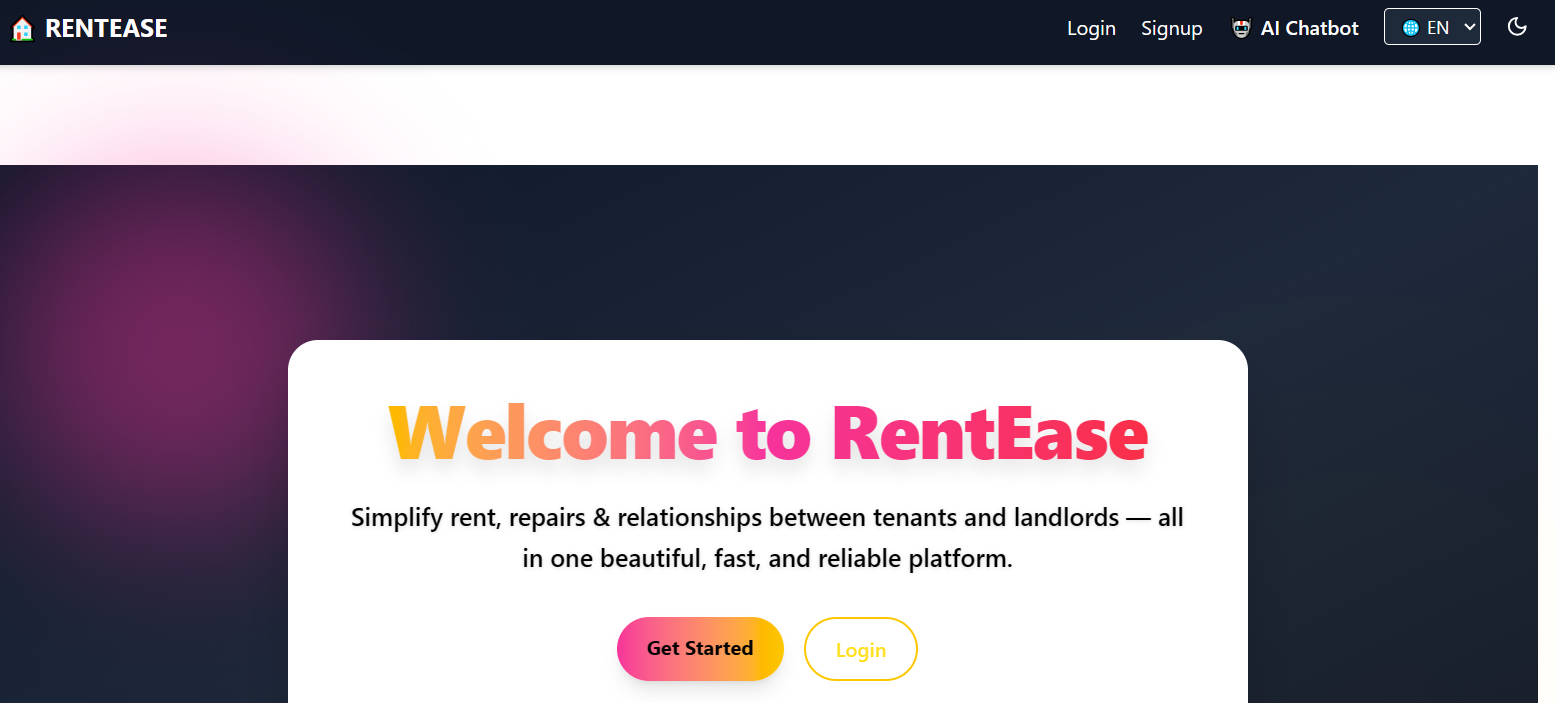 RENTEASE
Login
Signup
AI Chatbot
EN
Welcome to RentEase
Simplify rent, repairs & relationships between tenants and landlords — all
in one beautiful, fast, and reliable platform.
Get Started
Login